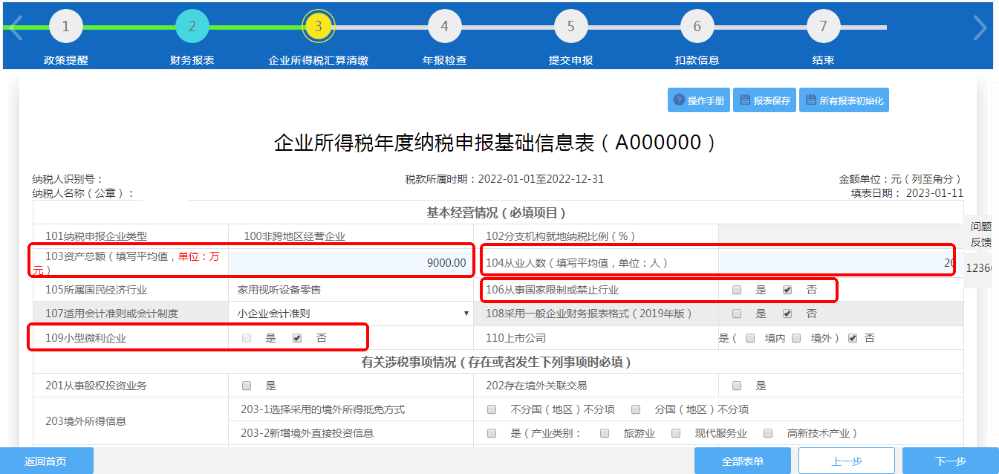 1 2 3 4 5 6 7
政策提醒 财务报表 企业所得税汇算清缴 年报检查 提交申报 扣款信息 结束
操作手册 报表保存 所有报表初始化
企业所得税年度纳税申报基础信息表（A000000）
纳税人识别号： 税款所属时期：2022-01-01至2022-12-31 金额单位：元（列至角分）
纳税人名称（公章）： 填表日期： 2023-01-11
基本经营情况（必填项目）
101纳税申报企业类型 100非跨地区经营企业 102分支机构就地纳税比例（%）
103资产总额（填写平均值，单位：万
元） 9000.00 104从业人数（填写平均值，单位：人） 20
105所属国民经济行业 家用视听设备零售 106从事国家限制或禁止行业 是 否
107适用会计准则或会计制度 小企业会计准则 108采用一般企业财务报表格式（2019年版） 是 否
109小型微利企业 是 否 110上市公司 是（ 境内 境外） 否
有关涉税事项情况（存在或者发生下列事项时必填）
201从事股权投资业务 是 202存在境外关联交易 是
203境外所得信息 203-1选择采用的境外所得抵免方式 不分国（地区）不分项 分国（地区）不分项
203-2新增境外直接投资信息 是（产业类别： 旅游业 现代服务业 高新技术产业）
问题
反馈
12366
返回首页 全部表单 上一步 下一步